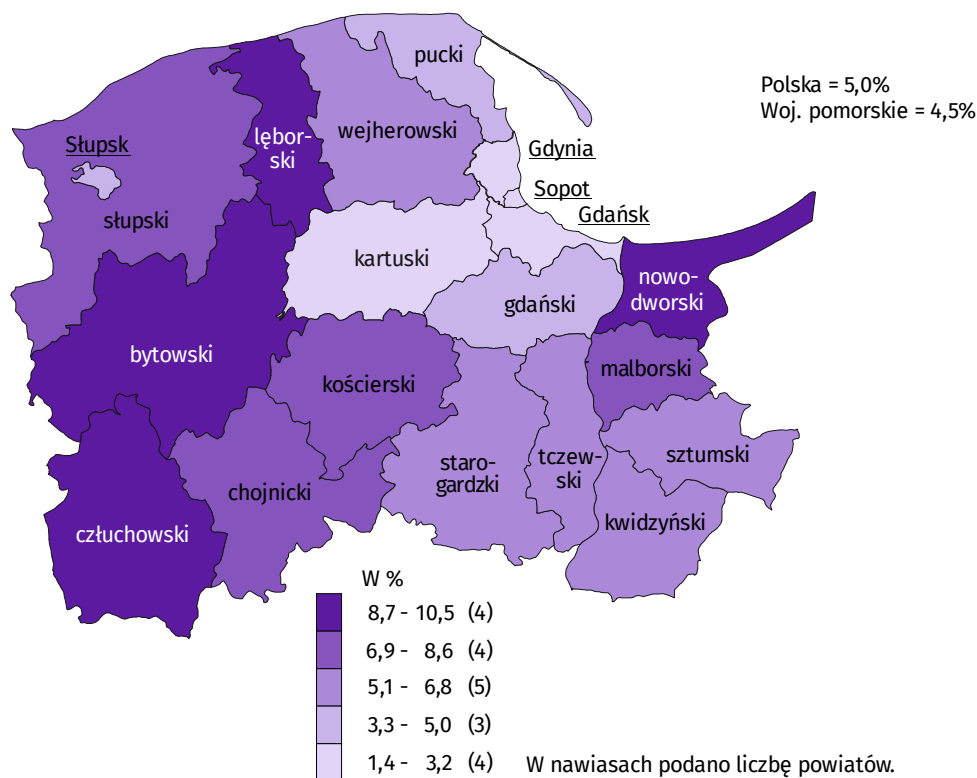 pucki
Polska = 5,0%
Woj. pomorskie = 4,5%
lębor-
ski
wejherowski
Słupsk
Gdynia
Sopot
Gdańsk
słupski
kartuski
nowo-
dworski
gdański
bytowski
kościerski
malborski
staro-
gardzki
tczew-
ski
sztumski
chojnicki
człuchowski
kwidzyński
W %
8,7 - 10,5 (4)
6,9 - 8,6 (4)
5,1 - 6,8 (5)
3,3 - 5,0 (3)
1,4 - 3,2 (4)
W nawiasach podano liczbę powiatów.